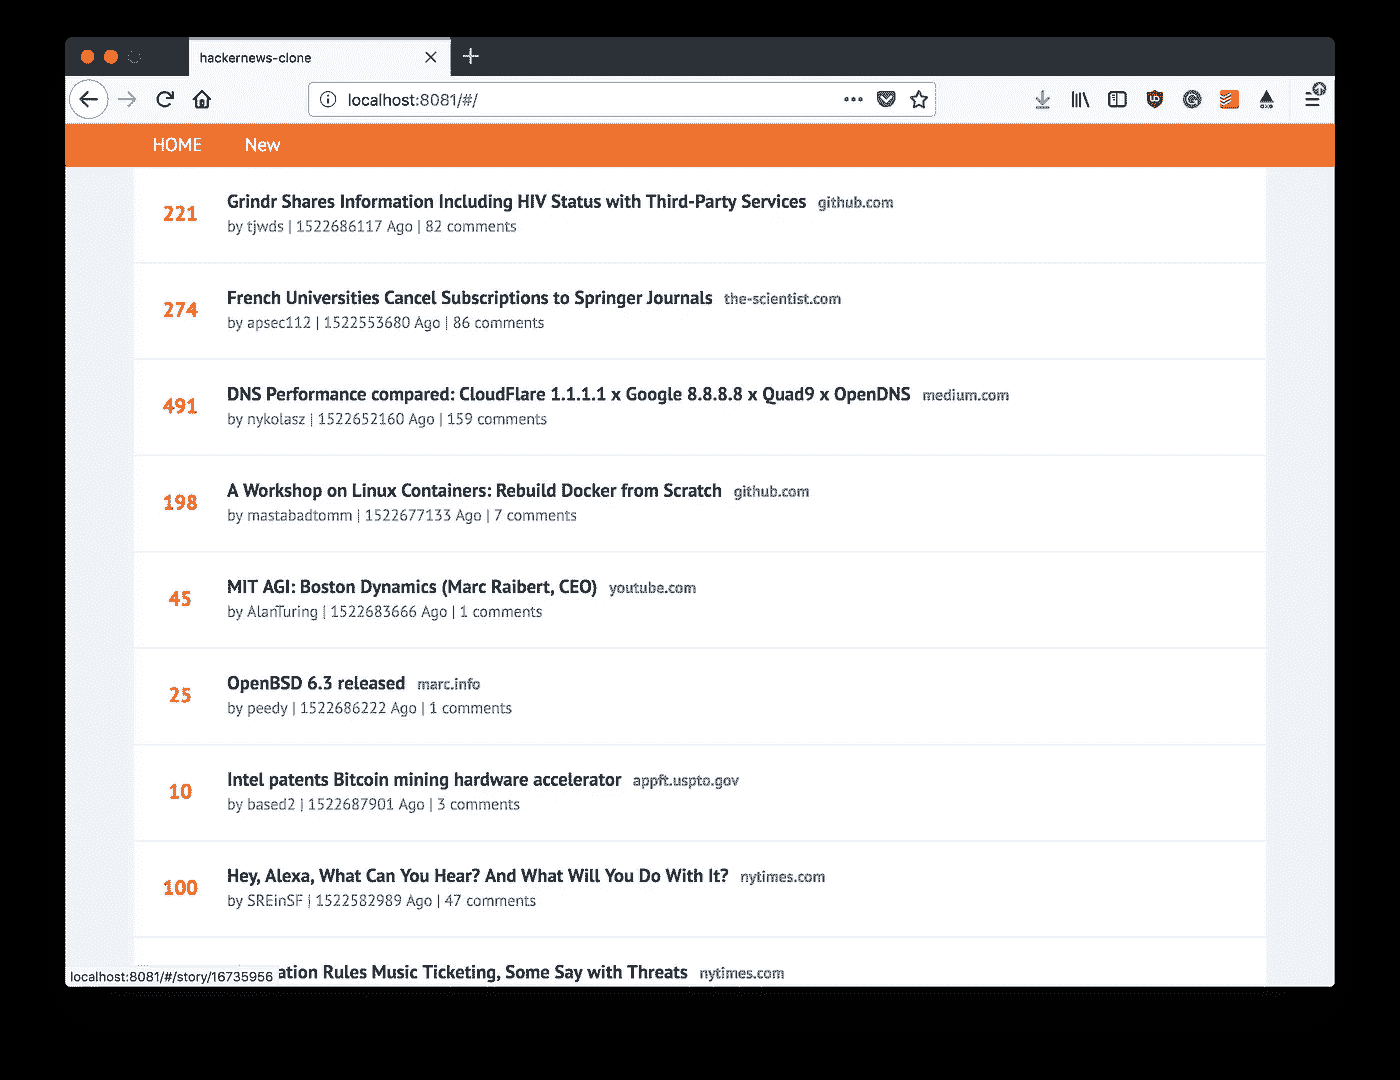 hackernews-clone
localhost:8081/#/
HOME New
221 Grindr Shares Information Including HIV Status with Third-Party Services github.com
by tjwds | 1522686117 Ago | 82 comments
274 French Universities Cancel Subscriptions to Springer Journals the-scientist.com
by apsec112 | 1522553680 Ago | 86 comments
491 DNS Performance compared: CloudFlare 1.1.1.1 x Google 8.8.8.8 x Quad9 x OpenDNS medium.com
by nykolasz | 1522652160 Ago | 159 comments
198 A Workshop on Linux Containers: Rebuild Docker from Scratch github.com
by mastabadtomm | 1522677133 Ago | 7 comments
45 MIT AGI: Boston Dynamics (Marc Raibert, CEO) youtube.com
by AlanTuring | 1522683666 Ago | 1 comments
25 OpenBSD 6.3 released marc.info
by peedy | 1522686222 Ago | 1 comments
10 Intel patents Bitcoin mining hardware accelerator appft.uspto.gov
by based2 | 1522687901 Ago | 3 comments
100 Hey, Alexa, What Can You Hear? And What Will You Do With It? nytimes.com
by SREinSF | 1522582989 Ago | 47 comments
ation Rules Music Ticketing, Some Say with Threats nytimes.com
localhost:8081/#/story/16735956